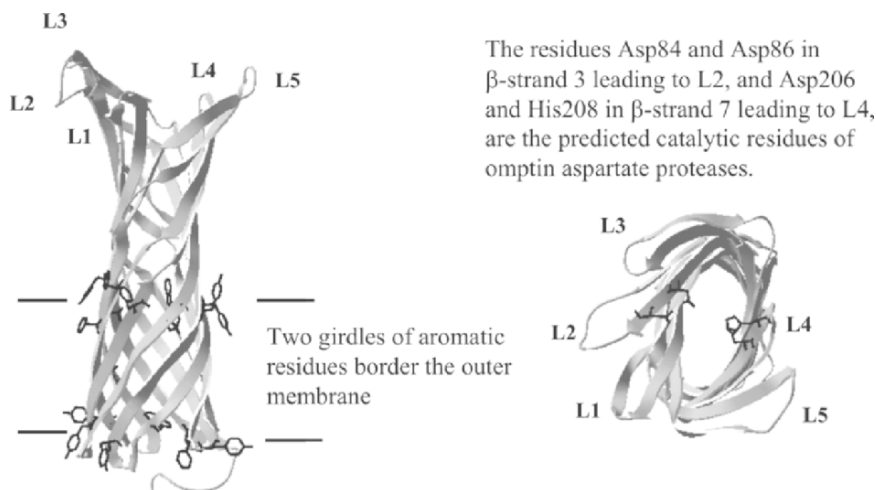 L3
L4
L5
L2
L1
The residues Asp84 and Asp86 in
β-strand 3 leading to L2, and Asp206
and His208 in β-strand 7 leading to L4,
are the predicted catalytic residues of
omptin aspartate proteases.
Two girdles of aromatic
residues border the outer
membrane
L3
L2
L4
L1
L5